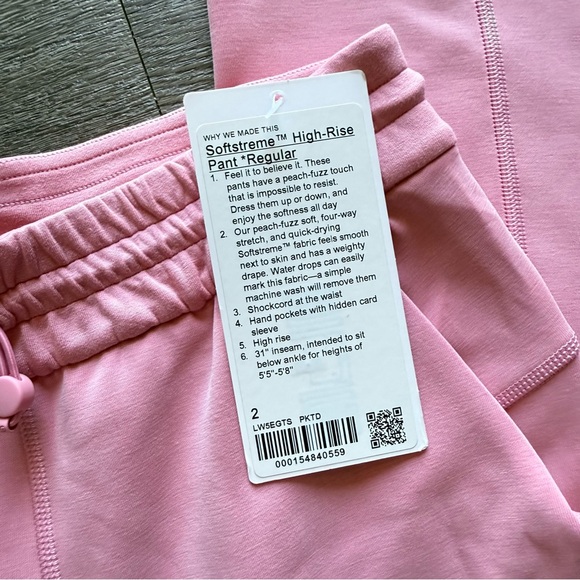 WHY WE MADE THIS
Softstreme™ High-Rise
Pant *Regular
1. Feel it to believe it. These
pants have a peach-fuzz touch
that is impossible to resist.
Dress them up or down, and
enjoy the softness all day
2. Our peach-fuzz soft, four-way
stretch, and quick-drying
Softstreme™ fabric feels smooth
next to skin and has a weighty
drape. Water drops can easily
mark this fabric—a simple
machine wash will remove them
3. Shockcord at the waist
4. Hand pockets with hidden card
sleeve
5. High rise
6. 31" inseam, intended to sit
below ankle for heights of
5'5"-5'8"
2
LW5EGTS PKTD
000154840559